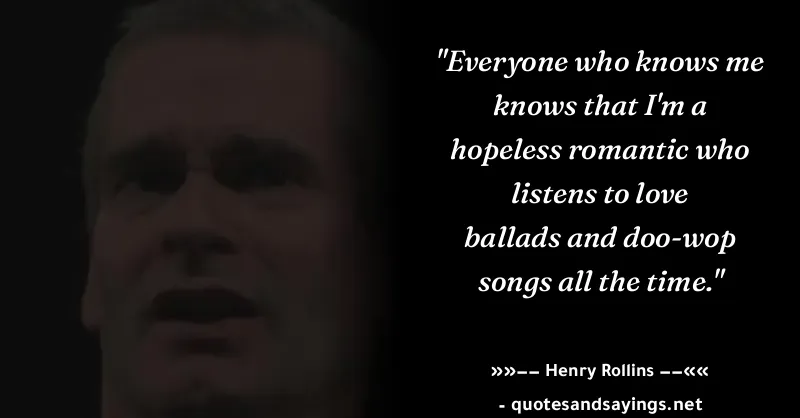 "Everyone who knows me
knows that I'm a
hopeless romantic who
listens to love
ballads and doo-wop
songs all the time."
»»−− Henry Rollins −−««
- quotesandsayings.net